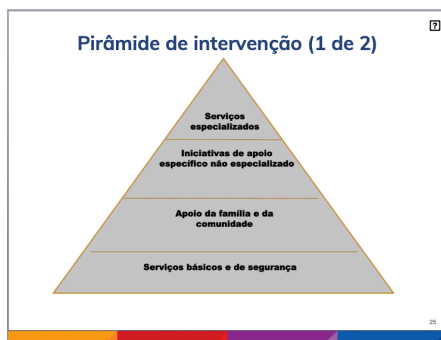 Pirâmide de intervenção (1 de 2)
Serviços
especializados
Iniciativas de apoio
específico não especializado
Apoio da família e da
comunidade
Serviços básicos e de segurança
25